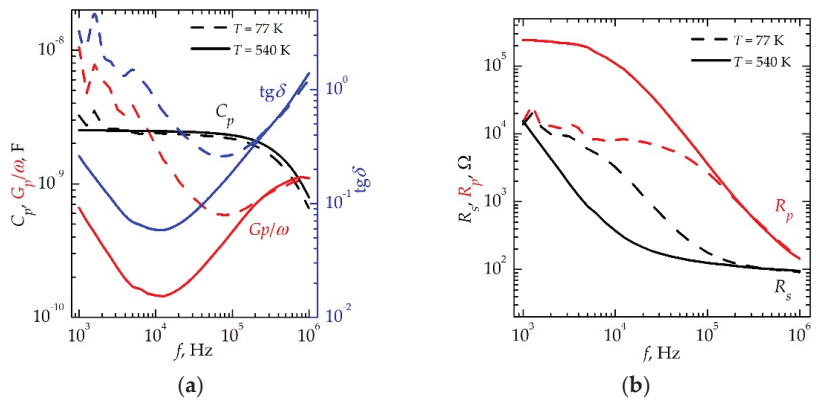 10⁻⁸
10⁻⁹
10⁻¹⁰
C_p, G_p/ω, F
T = 77 K
T = 540 K
tgδ
C_p
Gp/ω
10⁰
10⁻¹
10⁻²
tgδ
10³ 10⁴ 10⁵ 10⁶
f, Hz
(a)
10⁵
10⁴
10³
10²
R_s, R_p, Ω
T = 77 K
T = 540 K
R_p
R_s
10³ 10⁴ 10⁵ 10⁶
f, Hz
(b)